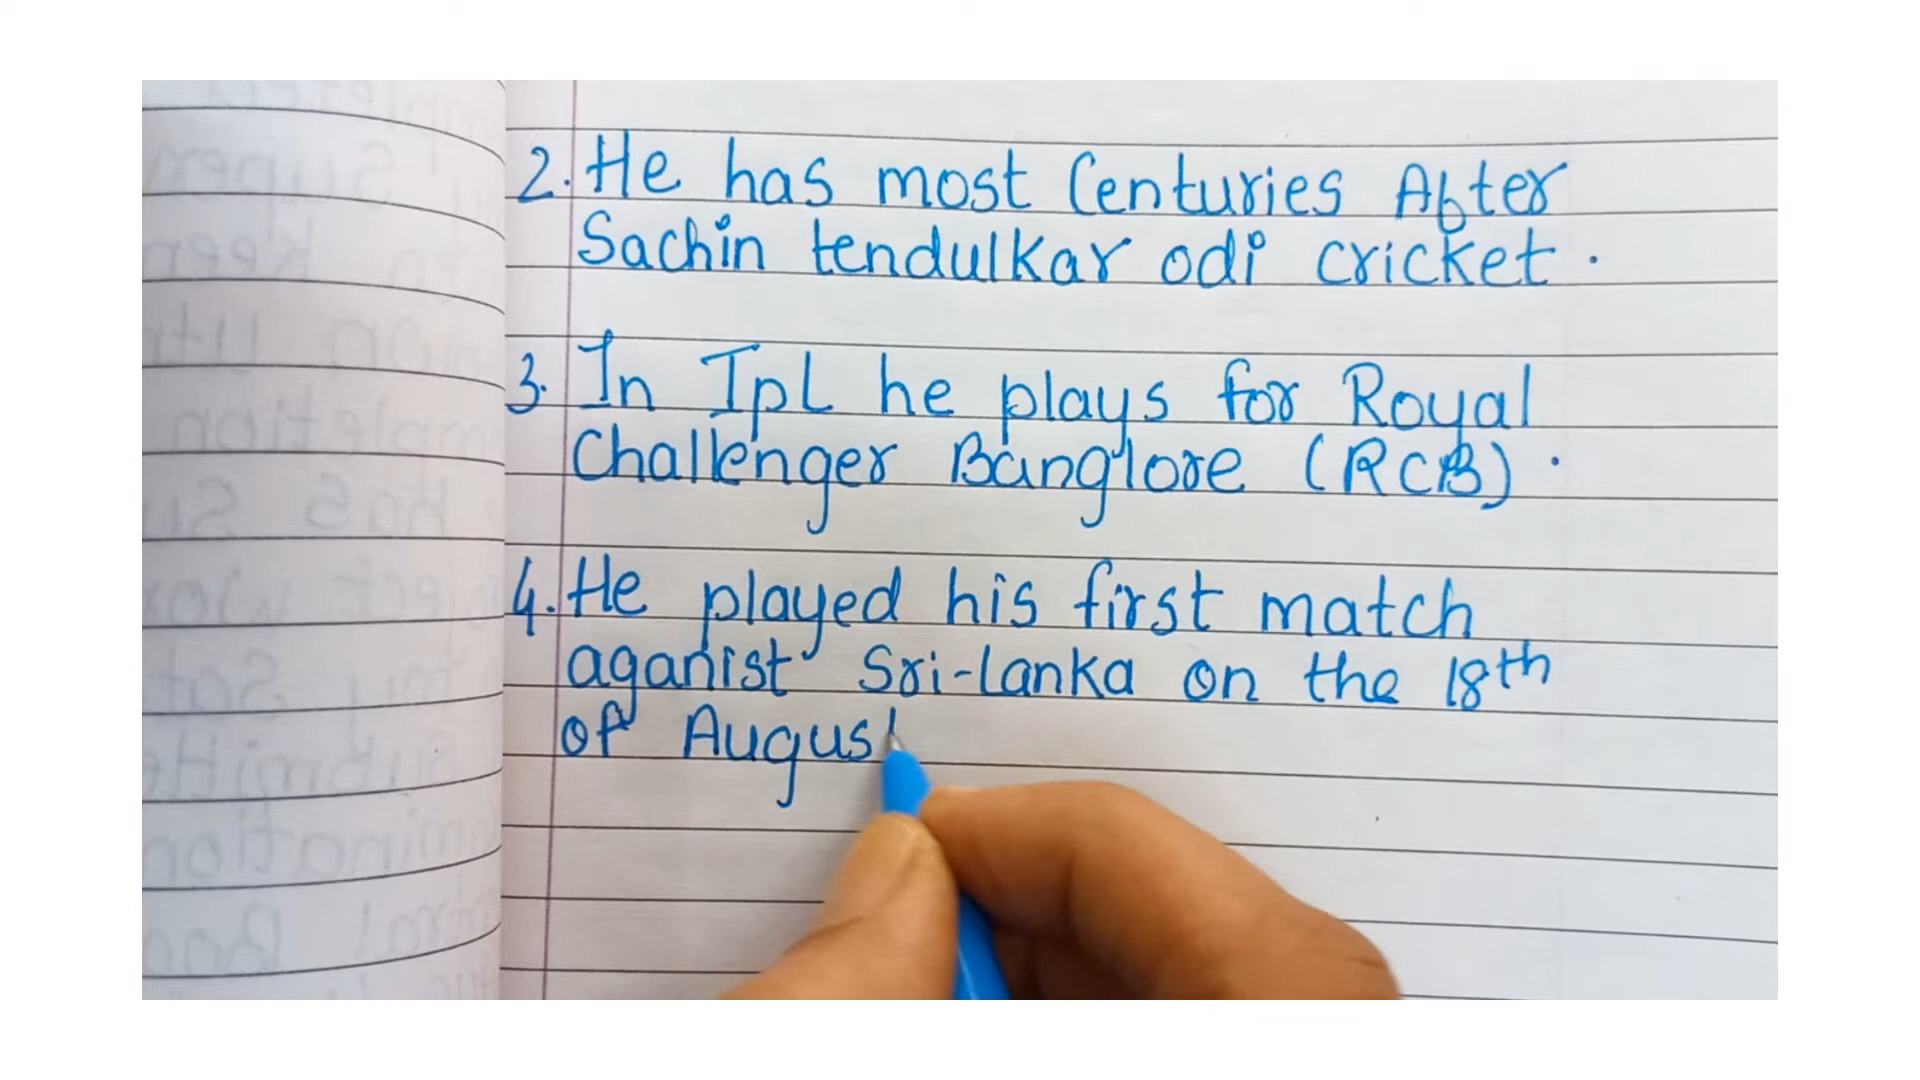 2. He has most Centuries After
Sachin tendulkar odi cricket .
3. In IpL he plays for Royal
Challenger Banglore (RCB) .
4. He played his first match
aganist Sri-lanka on the 18th
of Augus